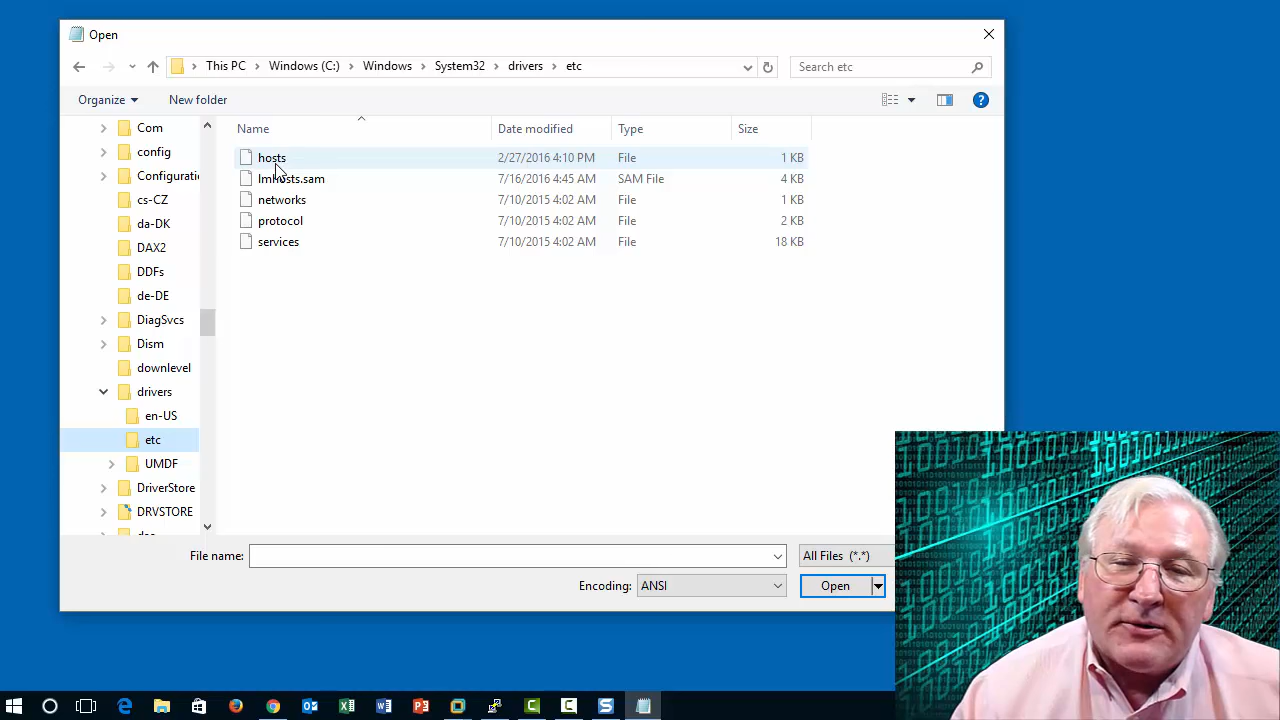 Open
This PC > Windows (C:) > Windows > System32 > drivers > etc
Search etc
Organize
New folder
Name Date modified Type Size
hosts 2/27/2016 4:10 PM File 1 KB
lmhosts.sam 7/16/2016 4:45 AM SAM File 4 KB
networks 7/10/2015 4:02 AM File 1 KB
protocol 7/10/2015 4:02 AM File 2 KB
services 7/10/2015 4:02 AM File 18 KB
Com
config
Configurati
cs-CZ
da-DK
DAX2
DDFs
de-DE
DiagSvcs
Dism
downlevel
drivers
en-US
etc
UMDF
DriverStore
DRVSTORE
File name:
All Files (*.*)
Encoding: ANSI
Open